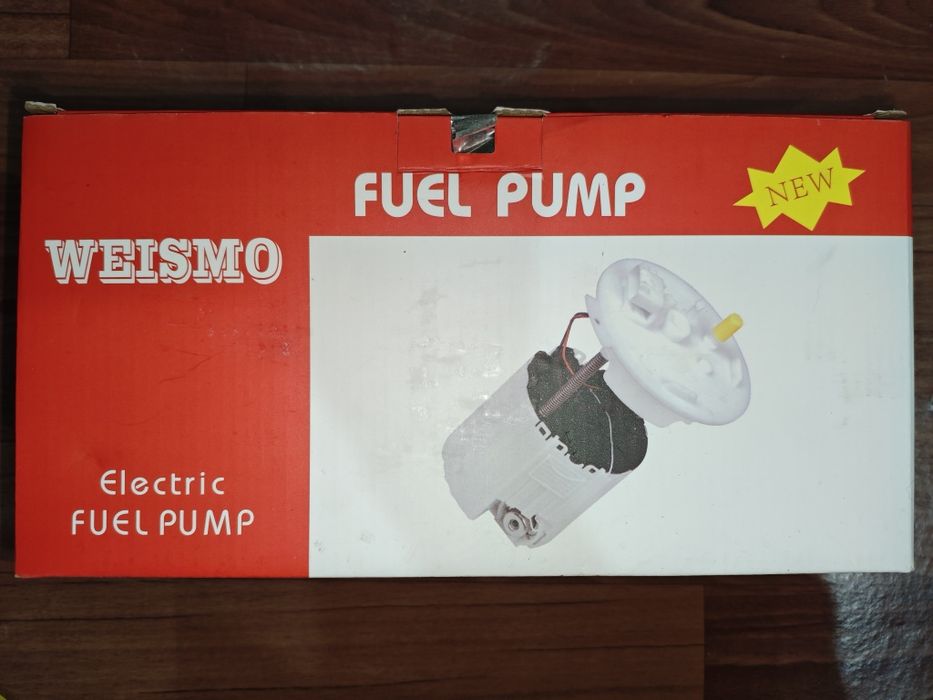 FUEL PUMP
NEW
WEISMO
Electric
FUEL PUMP